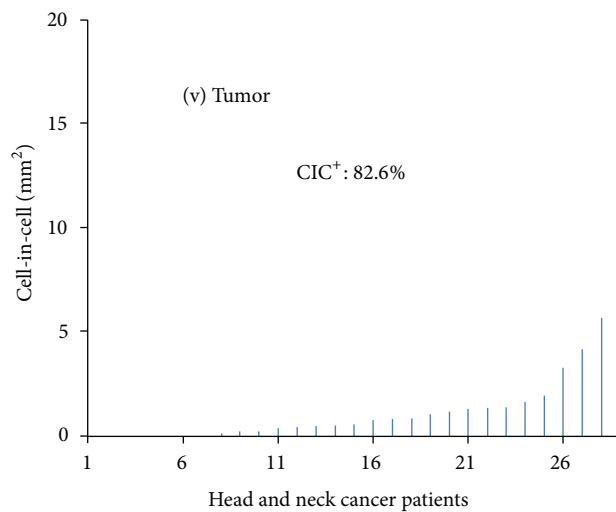 20
(v) Tumor
15
CIC⁺: 82.6%
Cell-in-cell (mm²)
10
5
0
1 6 11 16 21 26
Head and neck cancer patients